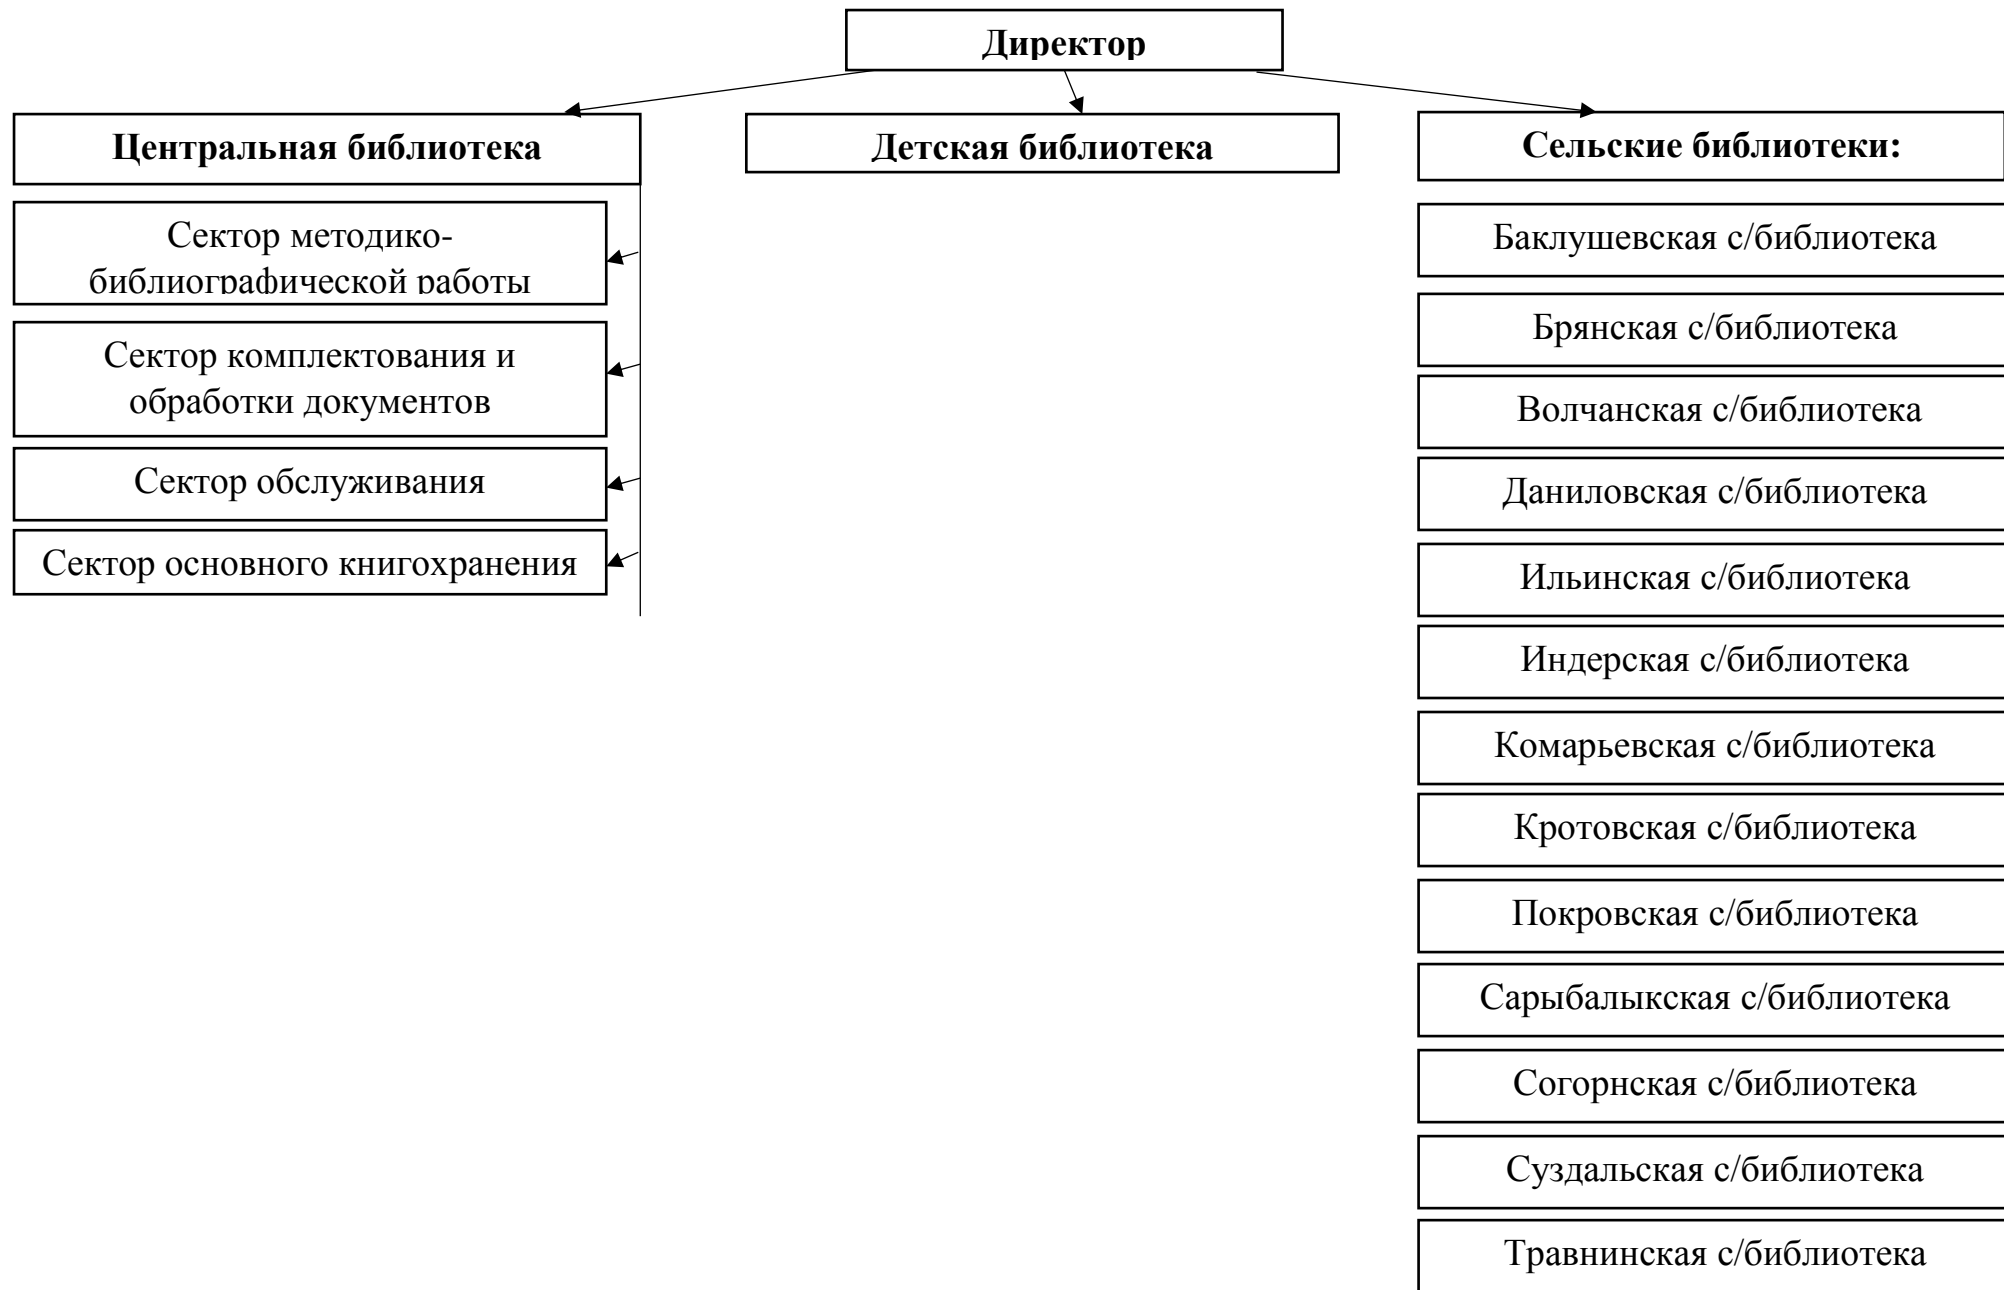 Директор
Центральная библиотека
Детская библиотека
Сельские библиотеки:
Сектор методико-
библиографической работы
Сектор комплектования и
обработки документов
Сектор обслуживания
Сектор основного книгохранения
Баклушевская с/библиотека
Брянская с/библиотека
Волчанская с/библиотека
Даниловская с/библиотека
Ильинская с/библиотека
Индерская с/библиотека
Комарьевская с/библиотека
Кротовская с/библиотека
Покровская с/библиотека
Сарыбалыкская с/библиотека
Согорнская с/библиотека
Суздальская с/библиотека
Травнинская с/библиотека